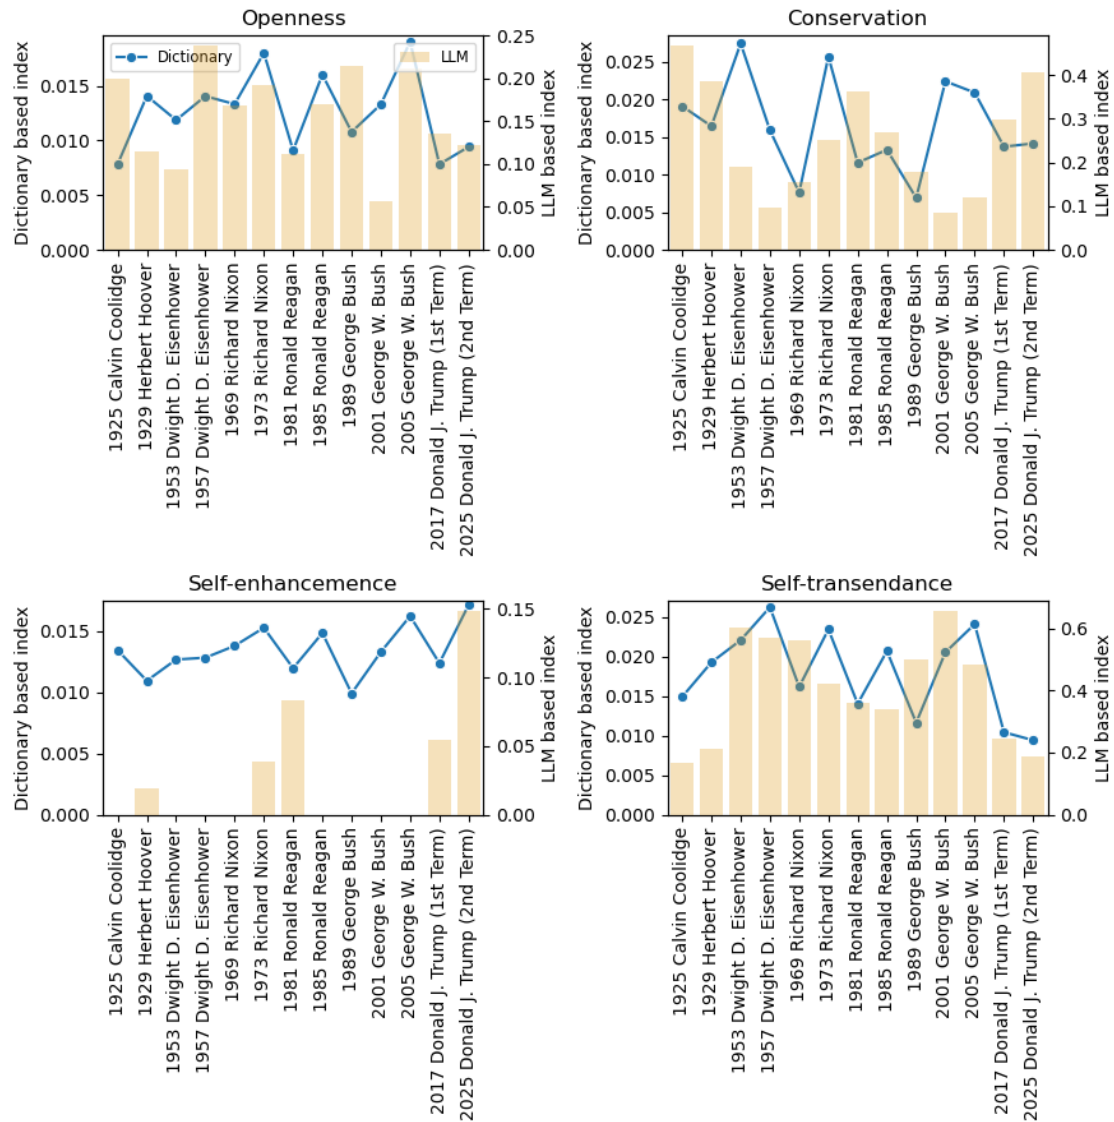 Openness
Dictionary
LLM
Dictionary based index
0.015
0.010
0.005
0.000
0.25
0.20
0.15
0.10
0.05
0.00
LLM based index
1925 Calvin Coolidge
1929 Herbert Hoover
1953 Dwight D. Eisenhower
1957 Dwight D. Eisenhower
1969 Richard Nixon
1973 Richard Nixon
1981 Ronald Reagan
1985 Ronald Reagan
1989 George Bush
2001 George W. Bush
2005 George W. Bush
2017 Donald J. Trump (1st Term)
2025 Donald J. Trump (2nd Term)
Conservation
Dictionary based index
0.025
0.020
0.015
0.010
0.005
0.000
0.4
0.3
0.2
0.1
0.0
LLM based index
1925 Calvin Coolidge
1929 Herbert Hoover
1953 Dwight D. Eisenhower
1957 Dwight D. Eisenhower
1969 Richard Nixon
1973 Richard Nixon
1981 Ronald Reagan
1985 Ronald Reagan
1989 George Bush
2001 George W. Bush
2005 George W. Bush
2017 Donald J. Trump (1st Term)
2025 Donald J. Trump (2nd Term)
Self-enhancemence
Dictionary based index
0.015
0.010
0.005
0.000
0.15
0.10
0.05
0.00
LLM based index
1925 Calvin Coolidge
1929 Herbert Hoover
1953 Dwight D. Eisenhower
1957 Dwight D. Eisenhower
1969 Richard Nixon
1973 Richard Nixon
1981 Ronald Reagan
1985 Ronald Reagan
1989 George Bush
2001 George W. Bush
2005 George W. Bush
2017 Donald J. Trump (1st Term)
2025 Donald J. Trump (2nd Term)
Self-transendance
Dictionary based index
0.025
0.020
0.015
0.010
0.005
0.000
0.6
0.4
0.2
0.0
LLM based index
1925 Calvin Coolidge
1929 Herbert Hoover
1953 Dwight D. Eisenhower
1957 Dwight D. Eisenhower
1969 Richard Nixon
1973 Richard Nixon
1981 Ronald Reagan
1985 Ronald Reagan
1989 George Bush
2001 George W. Bush
2005 George W. Bush
2017 Donald J. Trump (1st Term)
2025 Donald J. Trump (2nd Term)